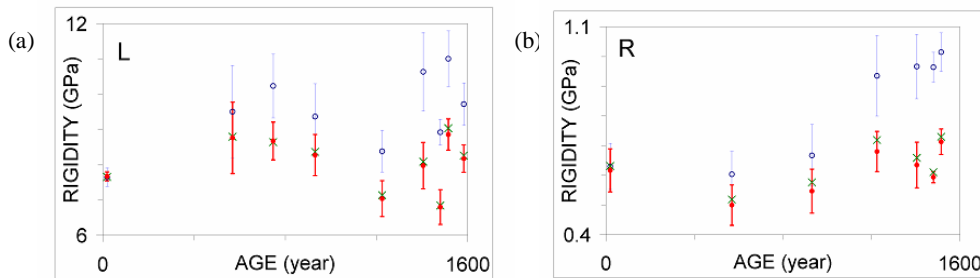 (a)
12
L
RIGIDITY (GPa)
6
0
AGE (year)
1600
(b)
1.1
R
RIGIDITY (GPa)
0.4
0
AGE (year)
1600